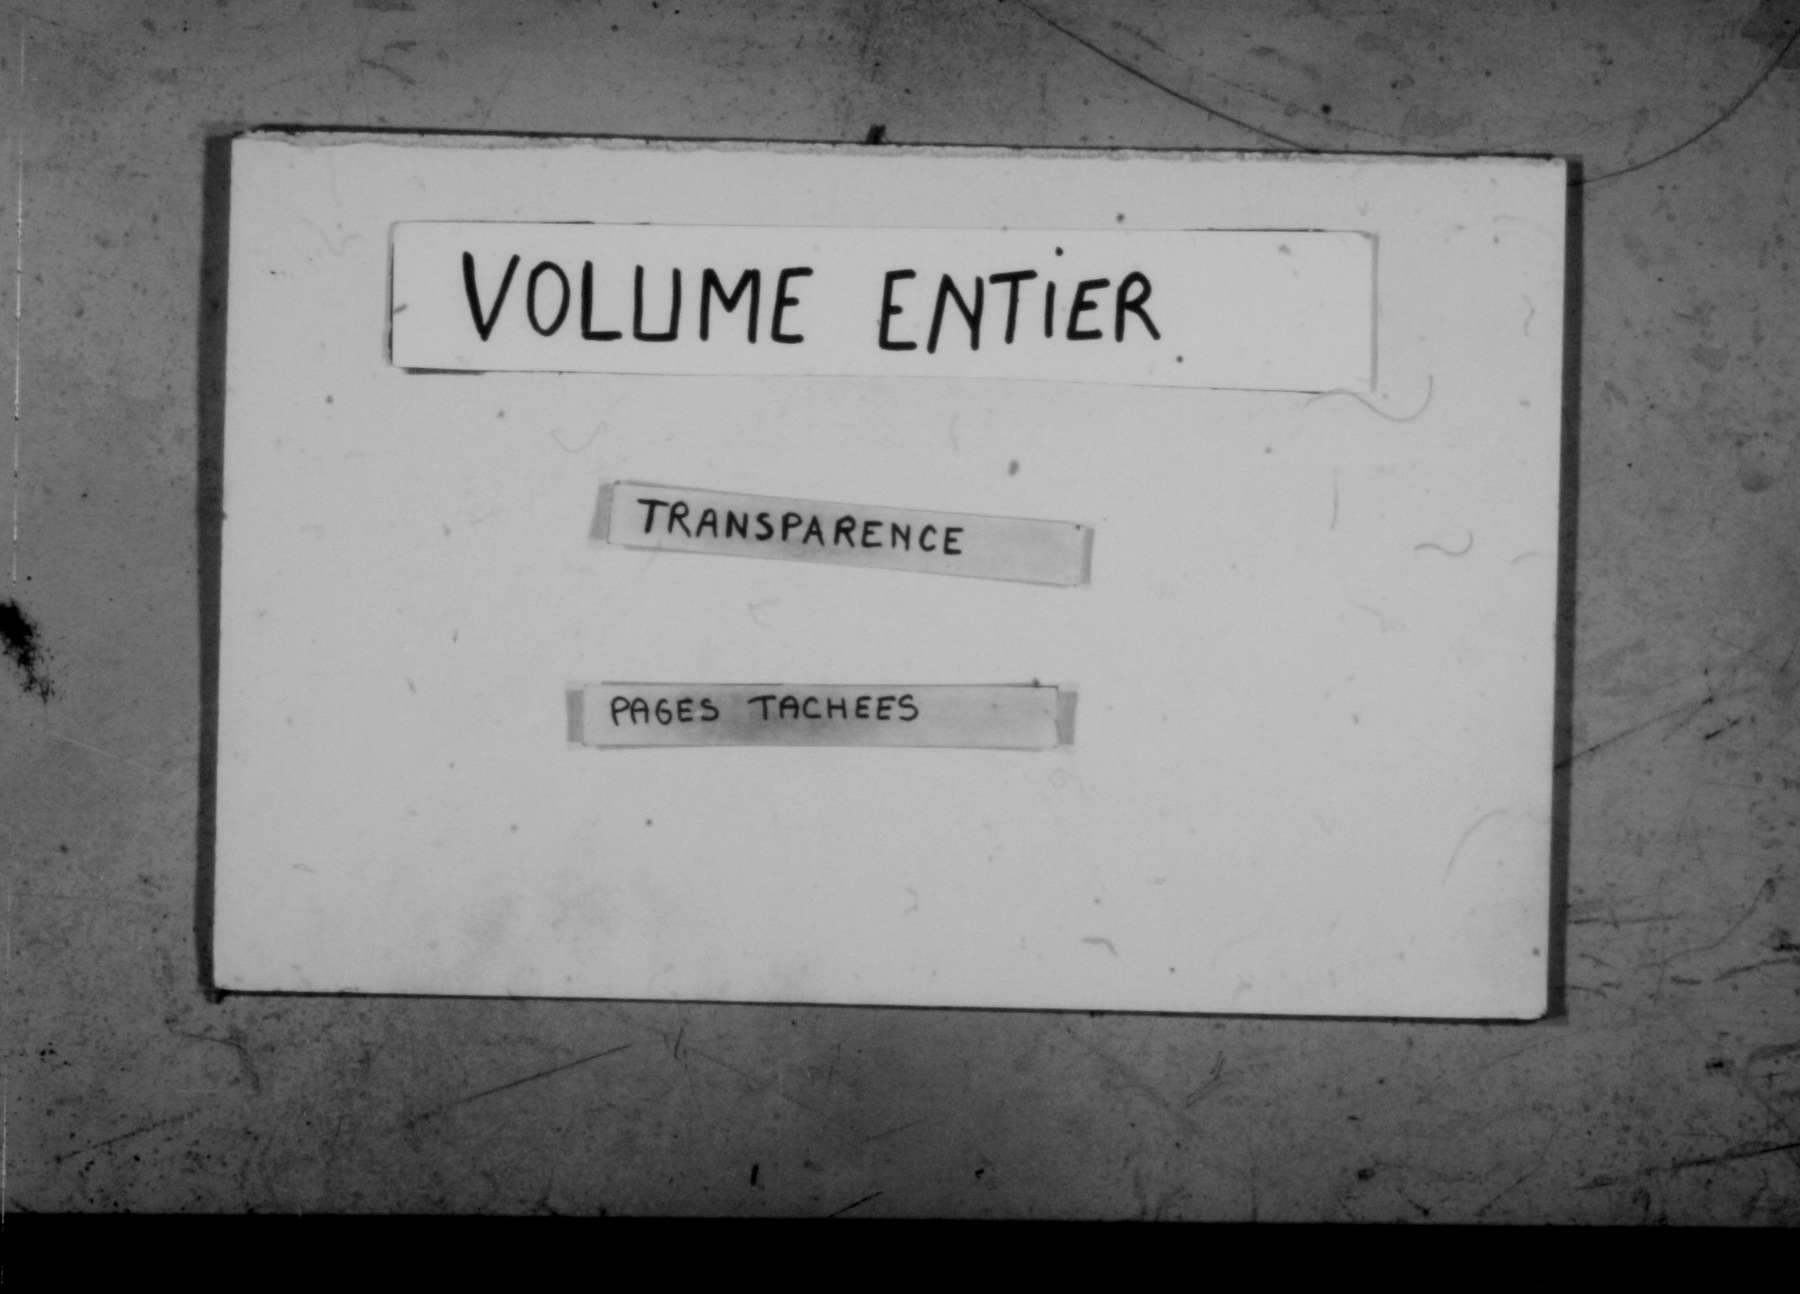 VOLUME ENTiER
TRANSPARENCE
PAGES TACHEES